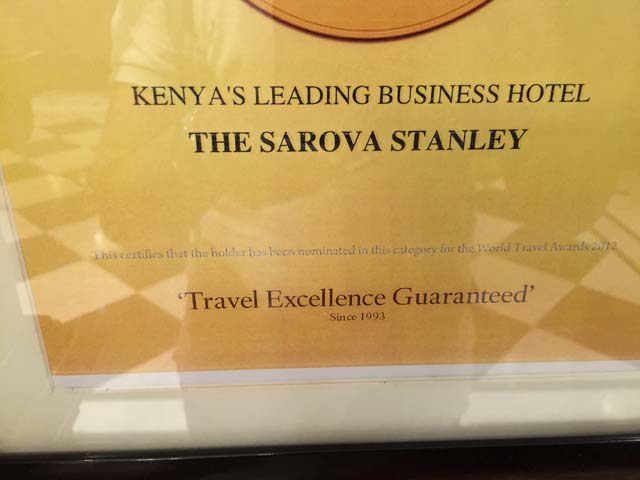 KENYA'S LEADING BUSINESS HOTEL
THE SAROVA STANLEY
This certifies that the holder has been nominated in this category for the World Travel Awards 2012
'Travel Excellence Guaranteed'
Since 1993